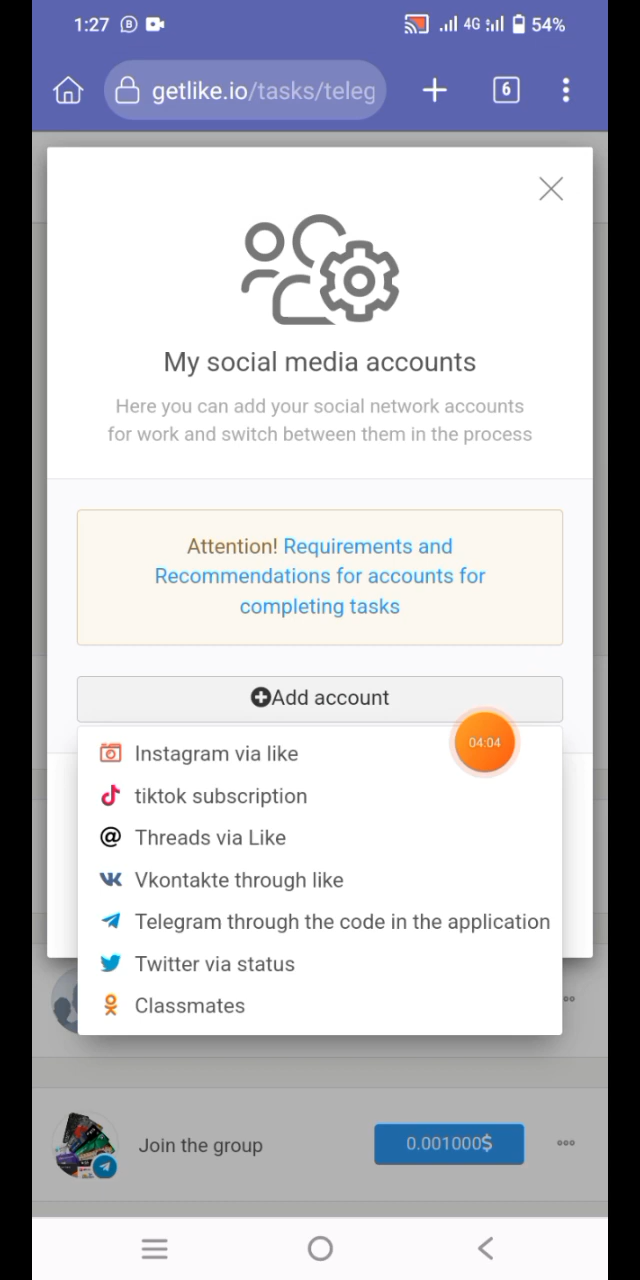 1:27 54%
4G
getlike.io/tasks/teleg
6
My social media accounts
Here you can add your social network accounts
for work and switch between them in the process
Attention! Requirements and
Recommendations for accounts for
completing tasks
Add account
04:04
Instagram via like
tiktok subscription
Threads via Like
Vkontakte through like
Telegram through the code in the application
Twitter via status
Classmates
Join the group 0.001000$